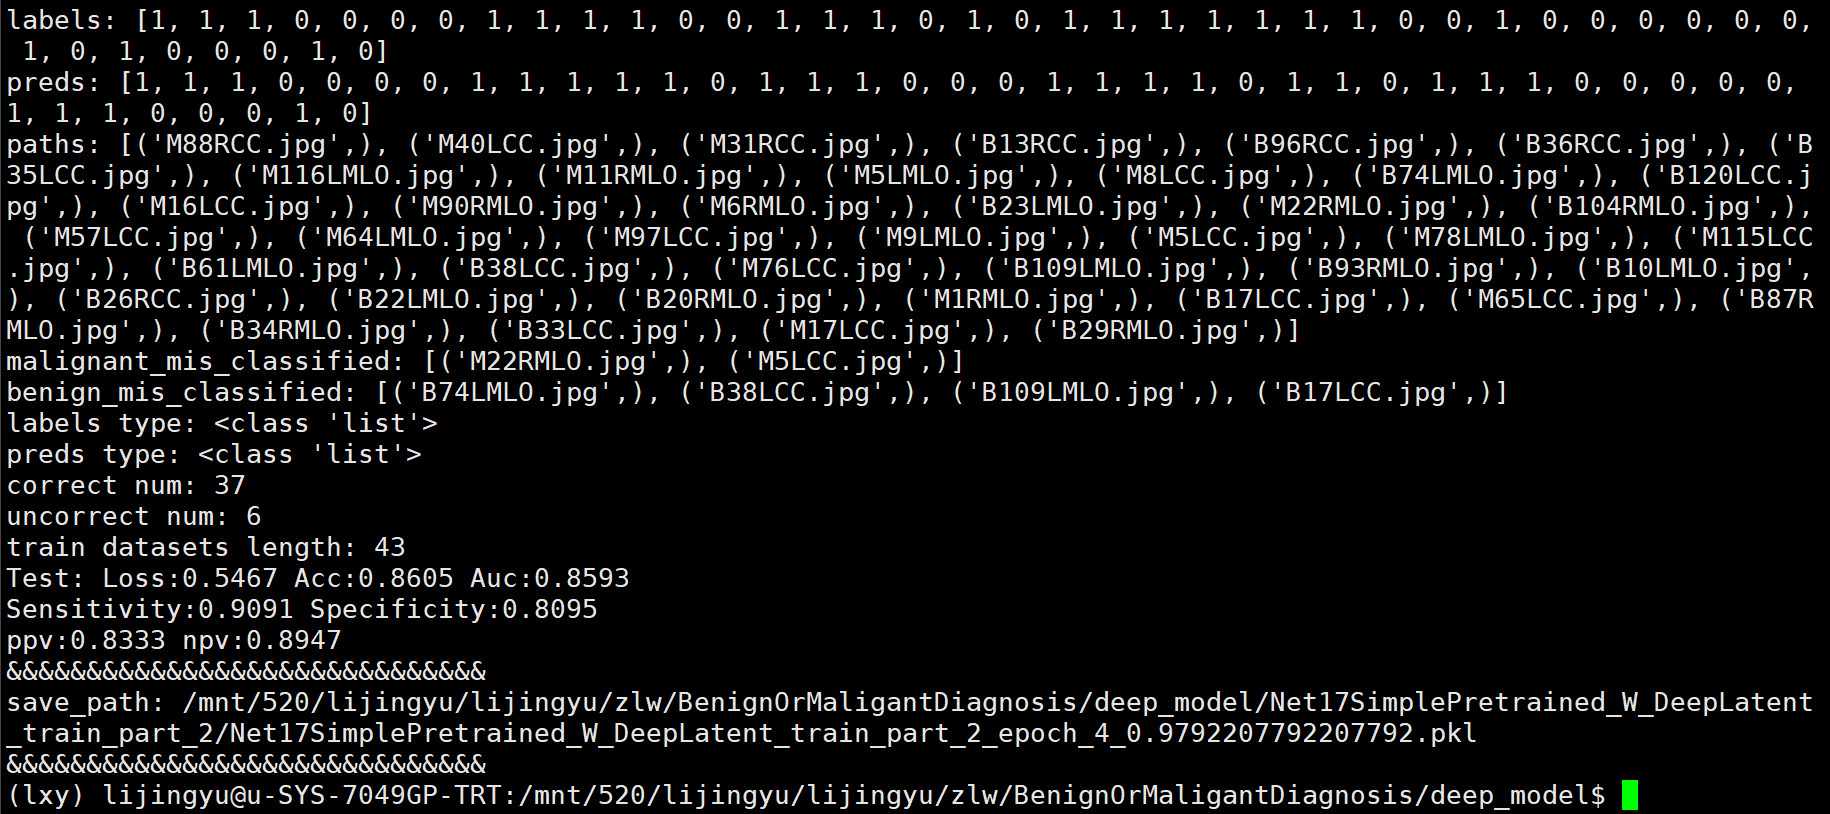 labels: [1, 1, 1, 0, 0, 0, 0, 1, 1, 1, 1, 0, 0, 1, 1, 1, 0, 1, 0, 1, 1, 1, 1, 1, 1, 1, 0, 0, 1, 0, 0, 0, 0, 0, 0,
 1, 0, 1, 0, 0, 0, 1, 0]
preds: [1, 1, 1, 0, 0, 0, 0, 1, 1, 1, 1, 1, 0, 1, 1, 1, 0, 0, 0, 1, 1, 1, 1, 0, 1, 1, 0, 1, 1, 1, 0, 0, 0, 0, 0,
1, 1, 1, 0, 0, 0, 1, 0]
paths: [('M88RCC.jpg',), ('M40LCC.jpg',), ('M31RCC.jpg',), ('B13RCC.jpg',), ('B96RCC.jpg',), ('B36RCC.jpg',), ('B
35LCC.jpg',), ('M116LMLO.jpg',), ('M11RMLO.jpg',), ('M5LMLO.jpg',), ('M8LCC.jpg',), ('B74LMLO.jpg',), ('B120LCC.j
pg',), ('M16LCC.jpg',), ('M90RMLO.jpg',), ('M6RMLO.jpg',), ('B23LMLO.jpg',), ('M22RMLO.jpg',), ('B104RMLO.jpg',),
 ('M57LCC.jpg',), ('M64LMLO.jpg',), ('M97LCC.jpg',), ('M9LMLO.jpg',), ('M5LCC.jpg',), ('M78LMLO.jpg',), ('M115LCC
.jpg',), ('B61LMLO.jpg',), ('B38LCC.jpg',), ('M76LCC.jpg',), ('B109LMLO.jpg',), ('B93RMLO.jpg',), ('B10LMLO.jpg',
), ('B26RCC.jpg',), ('B22LMLO.jpg',), ('B20RMLO.jpg',), ('M1RMLO.jpg',), ('B17LCC.jpg',), ('M65LCC.jpg',), ('B87R
MLO.jpg',), ('B34RMLO.jpg',), ('B33LCC.jpg',), ('M17LCC.jpg',), ('B29RMLO.jpg',)]
malignant_mis_classified: [('M22RMLO.jpg',), ('M5LCC.jpg',)]
benign_mis_classified: [('B74LMLO.jpg',), ('B38LCC.jpg',), ('B109LMLO.jpg',), ('B17LCC.jpg',)]
labels type: <class 'list'>
preds type: <class 'list'>
correct num: 37
uncorrect num: 6
train datasets length: 43
Test: Loss:0.5467 Acc:0.8605 Auc:0.8593
Sensitivity:0.9091 Specificity:0.8095
ppv:0.8333 npv:0.8947
&&&&&&&&&&&&&&&&&&&&&&&&&&&&&&
save_path: /mnt/520/lijingyu/lijingyu/zlw/BenignOrMaligantDiagnosis/deep_model/Net17SimplePretrained_W_DeepLatent
_train_part_2/Net17SimplePretrained_W_DeepLatent_train_part_2_epoch_4_0.9792207792207792.pkl
&&&&&&&&&&&&&&&&&&&&&&&&&&&&&&
(lxy) lijingyu@u-SYS-7049GP-TRT:/mnt/520/lijingyu/lijingyu/zlw/BenignOrMaligantDiagnosis/deep_model$